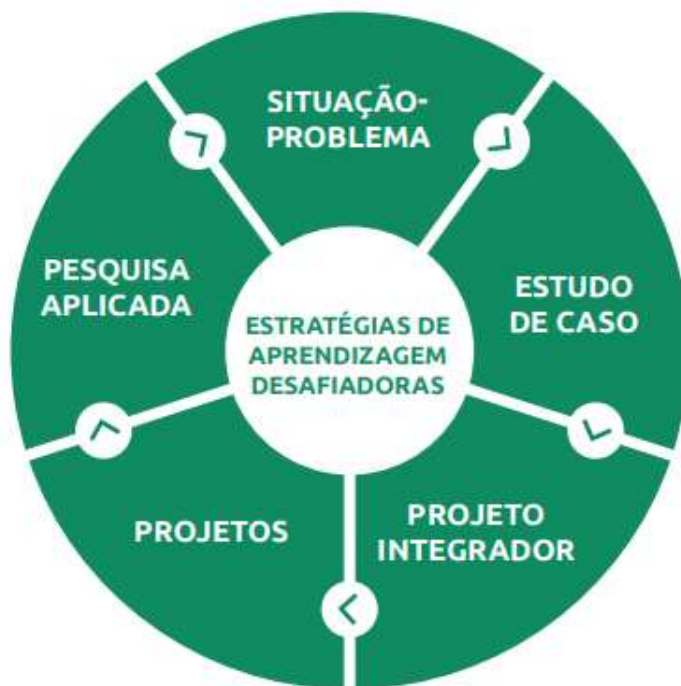 SITUAÇÃO-
PROBLEMA
ESTUDO
DE CASO
PROJETO
INTEGRADOR
PROJETOS
PESQUISA
APLICADA
ESTRATÉGIAS DE
APRENDIZAGEM
DESAFIADORAS